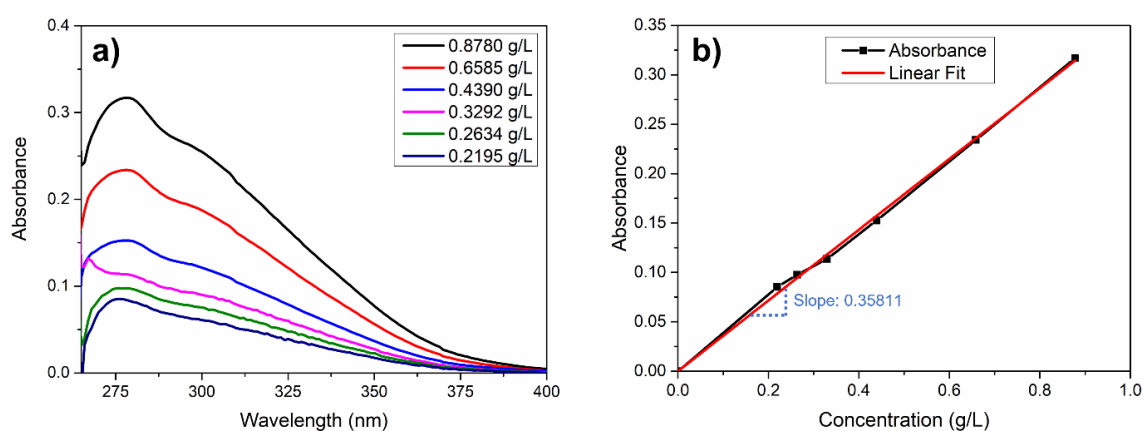 a)
0.4
0.3
0.2
0.1
0.0
275
300
325
350
375
400
Absorbance
Wavelength (nm)
0.8780 g/L
0.6585 g/L
0.4390 g/L
0.3292 g/L
0.2634 g/L
0.2195 g/L
b)
0.35
0.30
0.25
0.20
0.15
0.10
0.05
0.00
0.0
0.2
0.4
0.6
0.8
1.0
Absorbance
Concentration (g/L)
Absorbance
Linear Fit
Slope: 0.35811